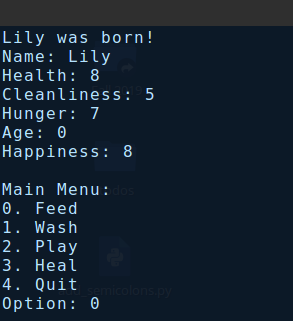 Lily was born!
Name: Lily
Health: 8
Cleanliness: 5
Hunger: 7
Age: 0
Happiness: 8
Main Menu:
0. Feed
1. Wash
2. Play
3. Heal
4. Quit
Option: 0